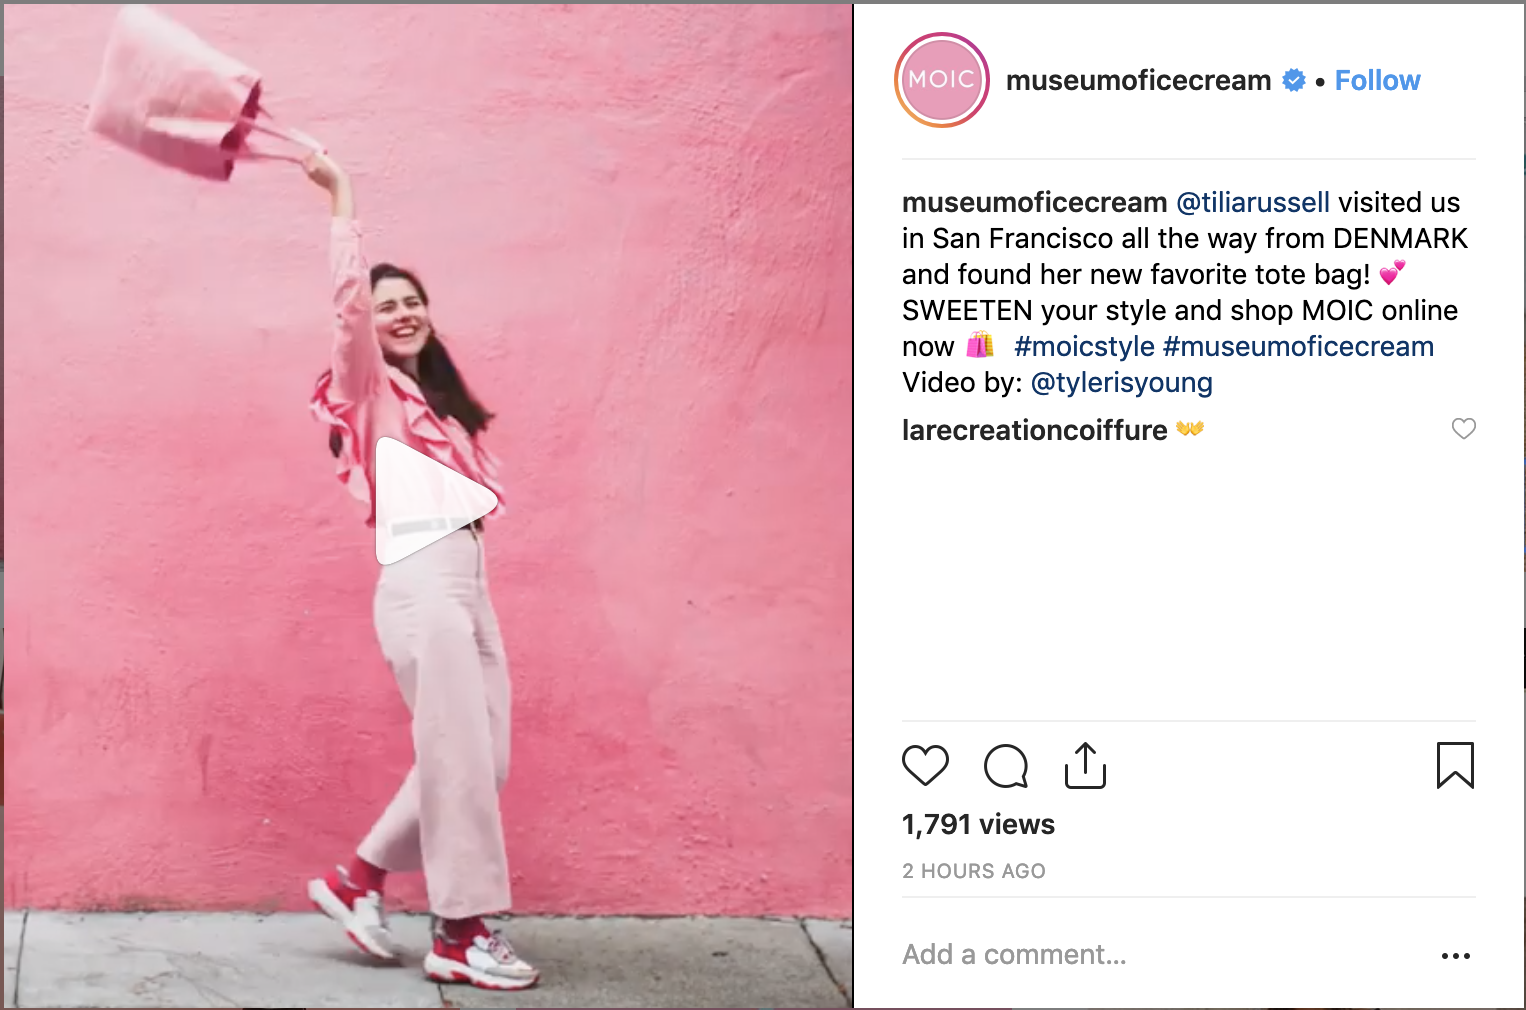 MOIC
museumoficecream • Follow
museumoficecream @tiliarussell visited us
in San Francisco all the way from DENMARK
and found her new favorite tote bag! 💕
SWEETEN your style and shop MOIC online
now 🛍️ #moicstyle #museumoficecream
Video by: @tylerisyoung
larecreationcoiffure 👐
1,791 views
2 HOURS AGO
Add a comment...